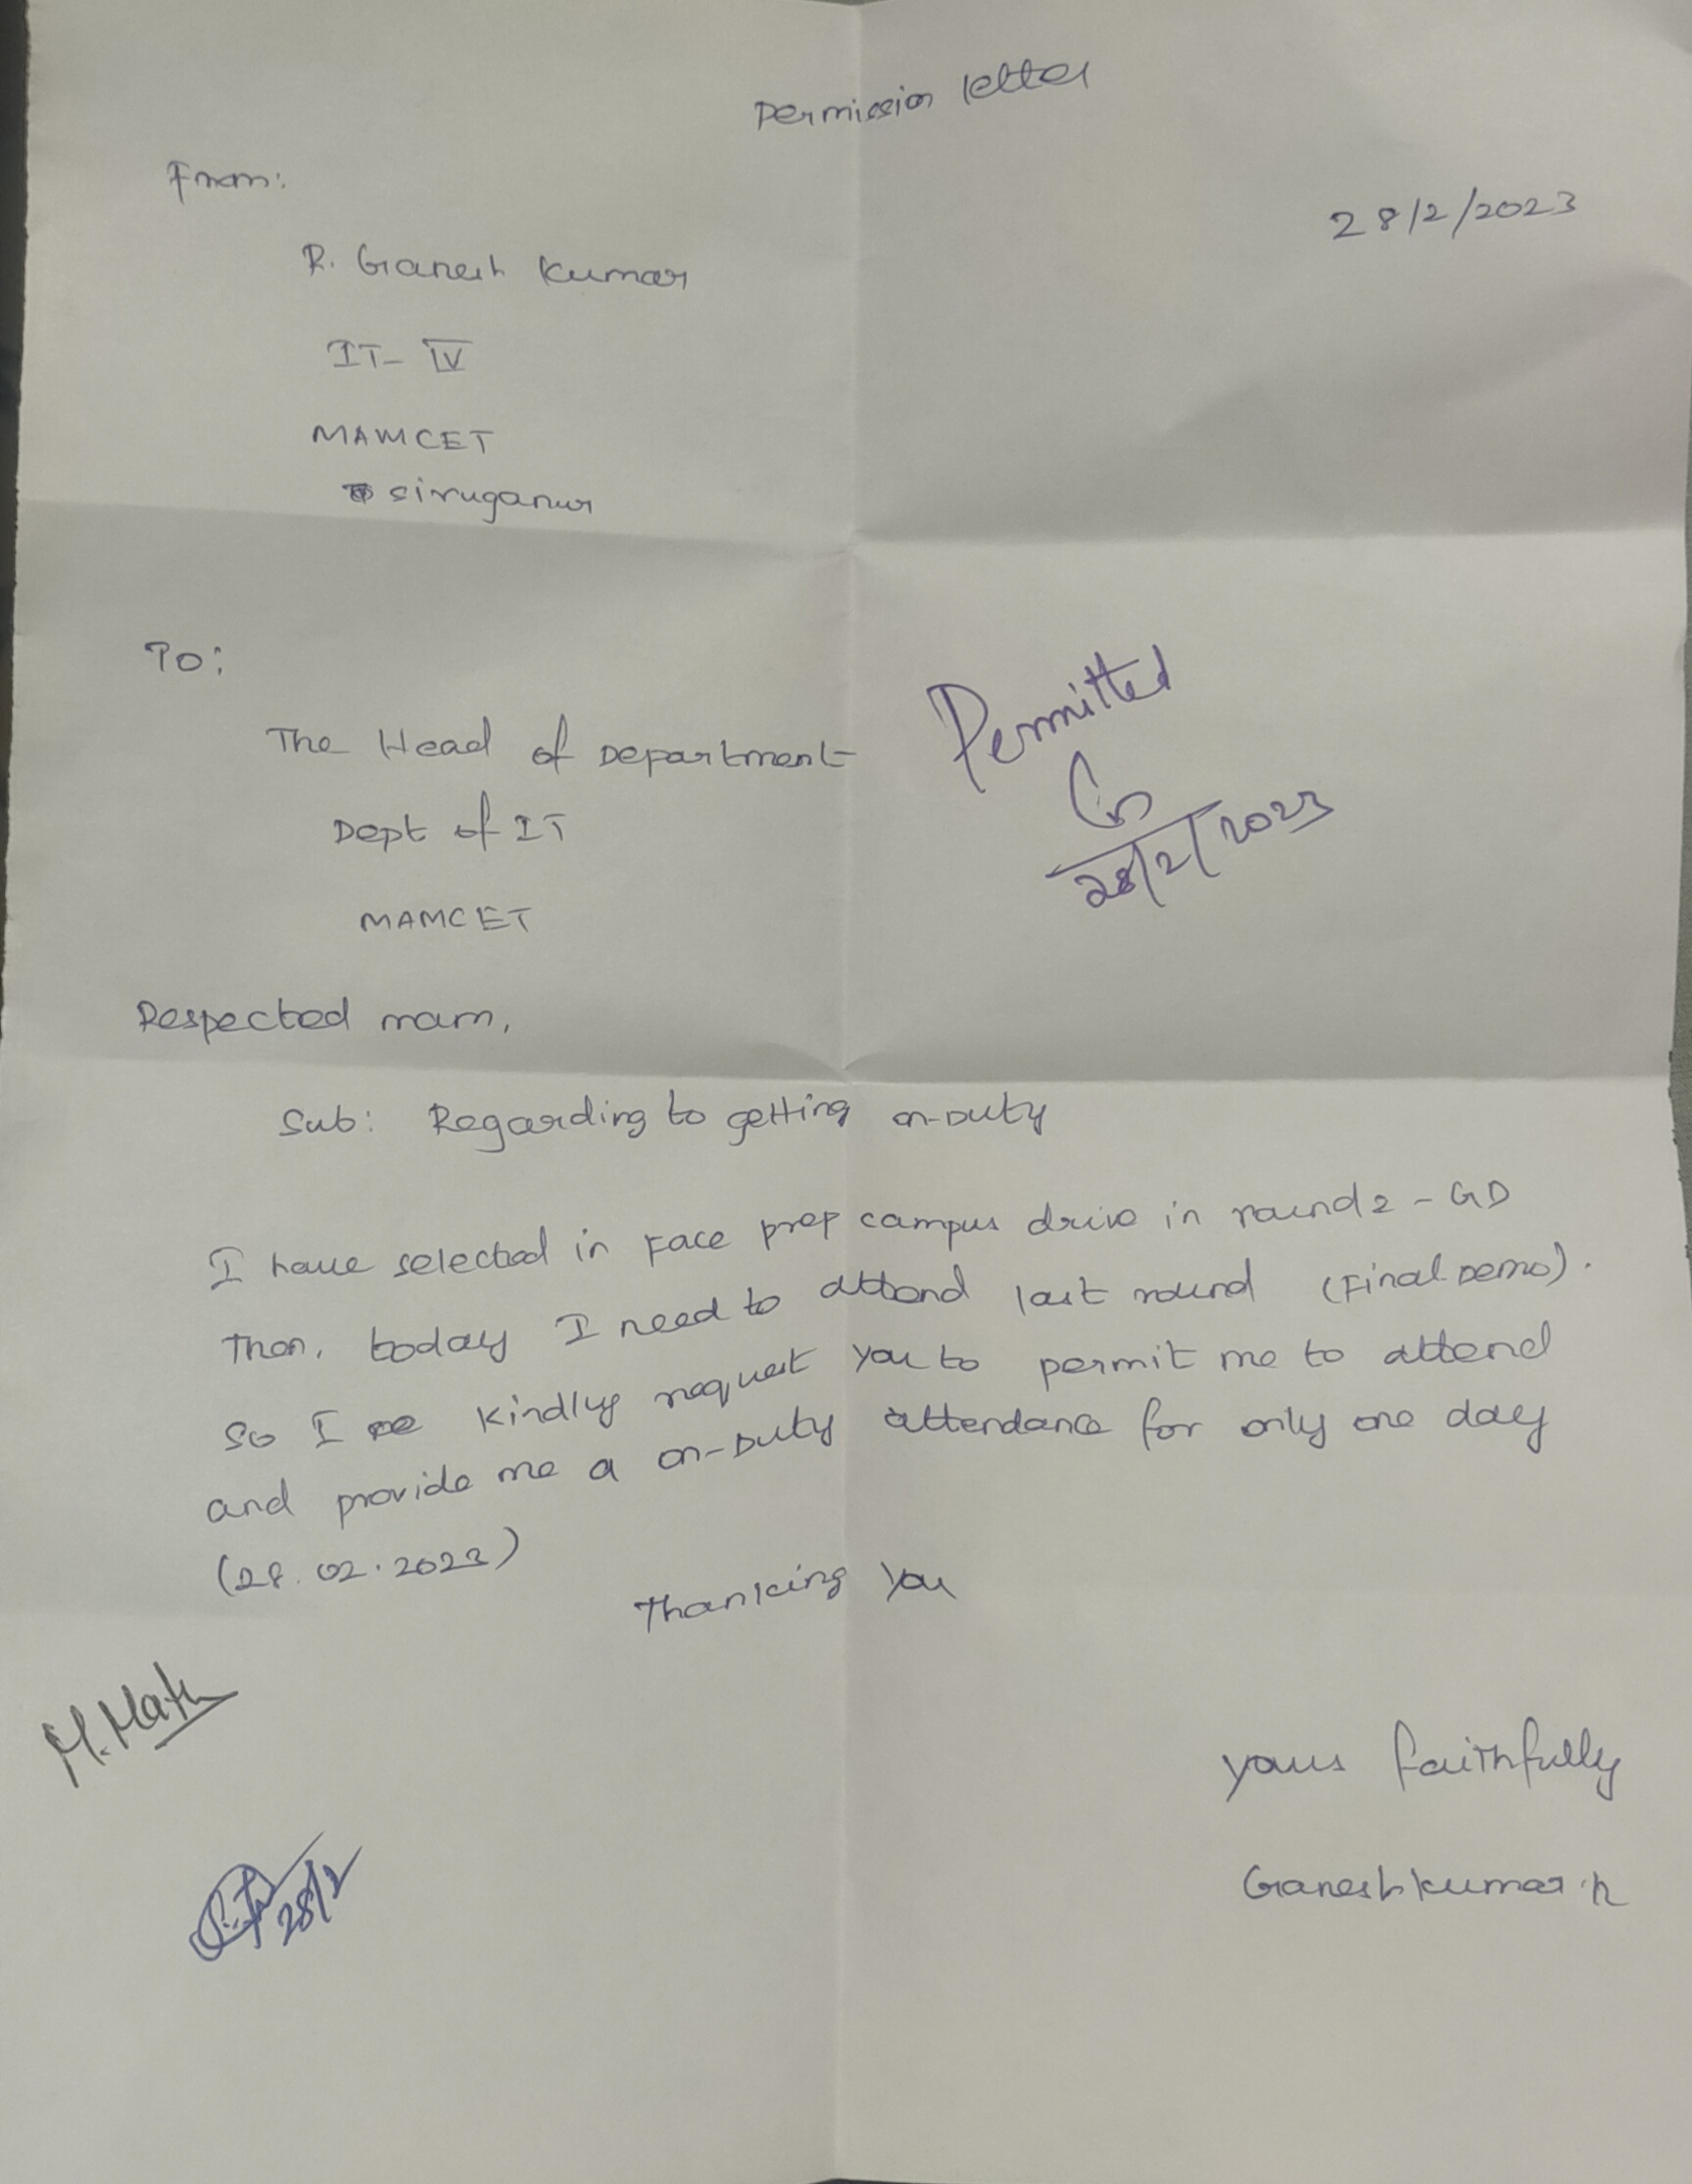 Permission letter
From:
28/2/2023
R. Ganesh Kumar
IT- IV
MAMCET
siruganur
To:
The Head of Department
Dept of IT
MAMCET
Permitted
28/2/2023
Respected mam,
Sub: Regarding to getting on-Duty
I have selected in Face prep campus drive in round 2 - GD
Then, today I need to attend last round (Final Demo).
So I kindly request you to permit me to attend
and provide me a on-Duty attendance for only one day
(28.02.2023)
Thanking you
M.
28/2
yours faithfully
Ganesh kumar.R